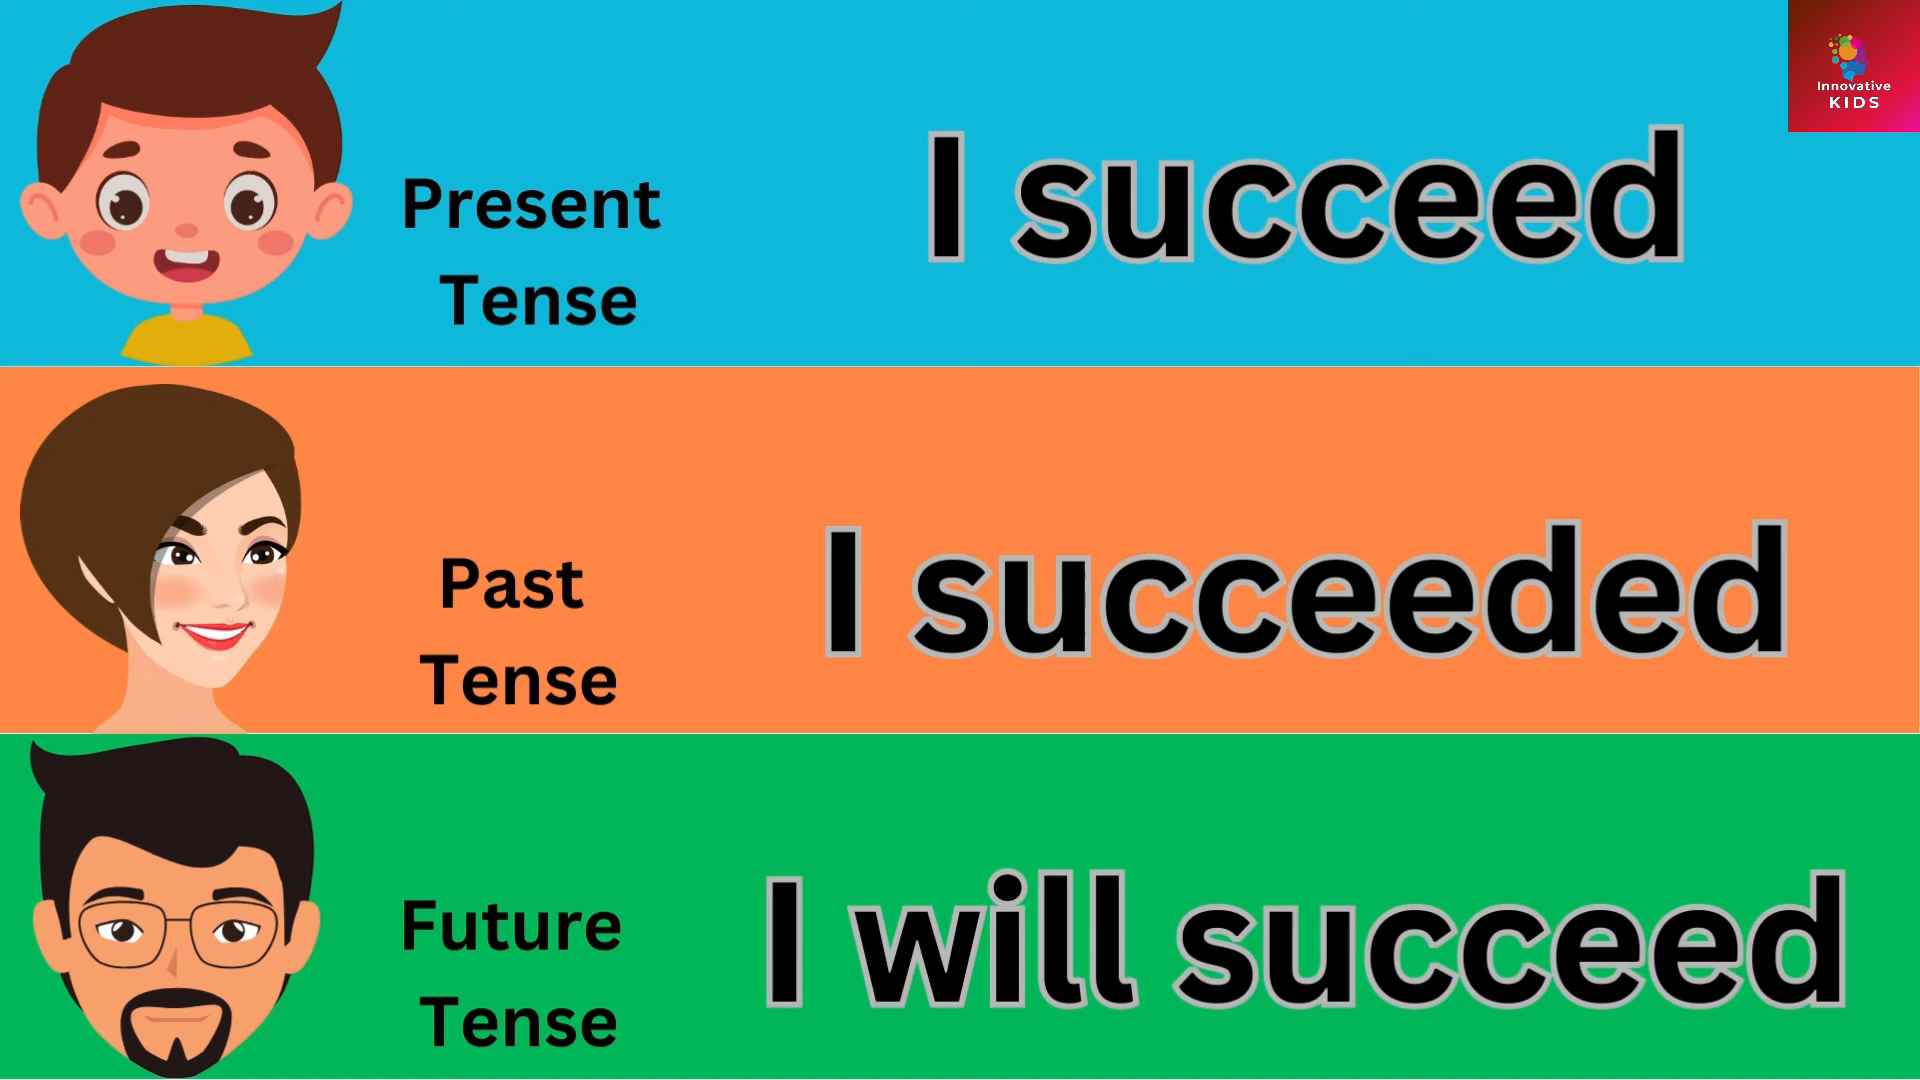 Innovative
KIDS
Present
Tense
I succeed
Past
Tense
I succeeded
Future
Tense
I will succeed